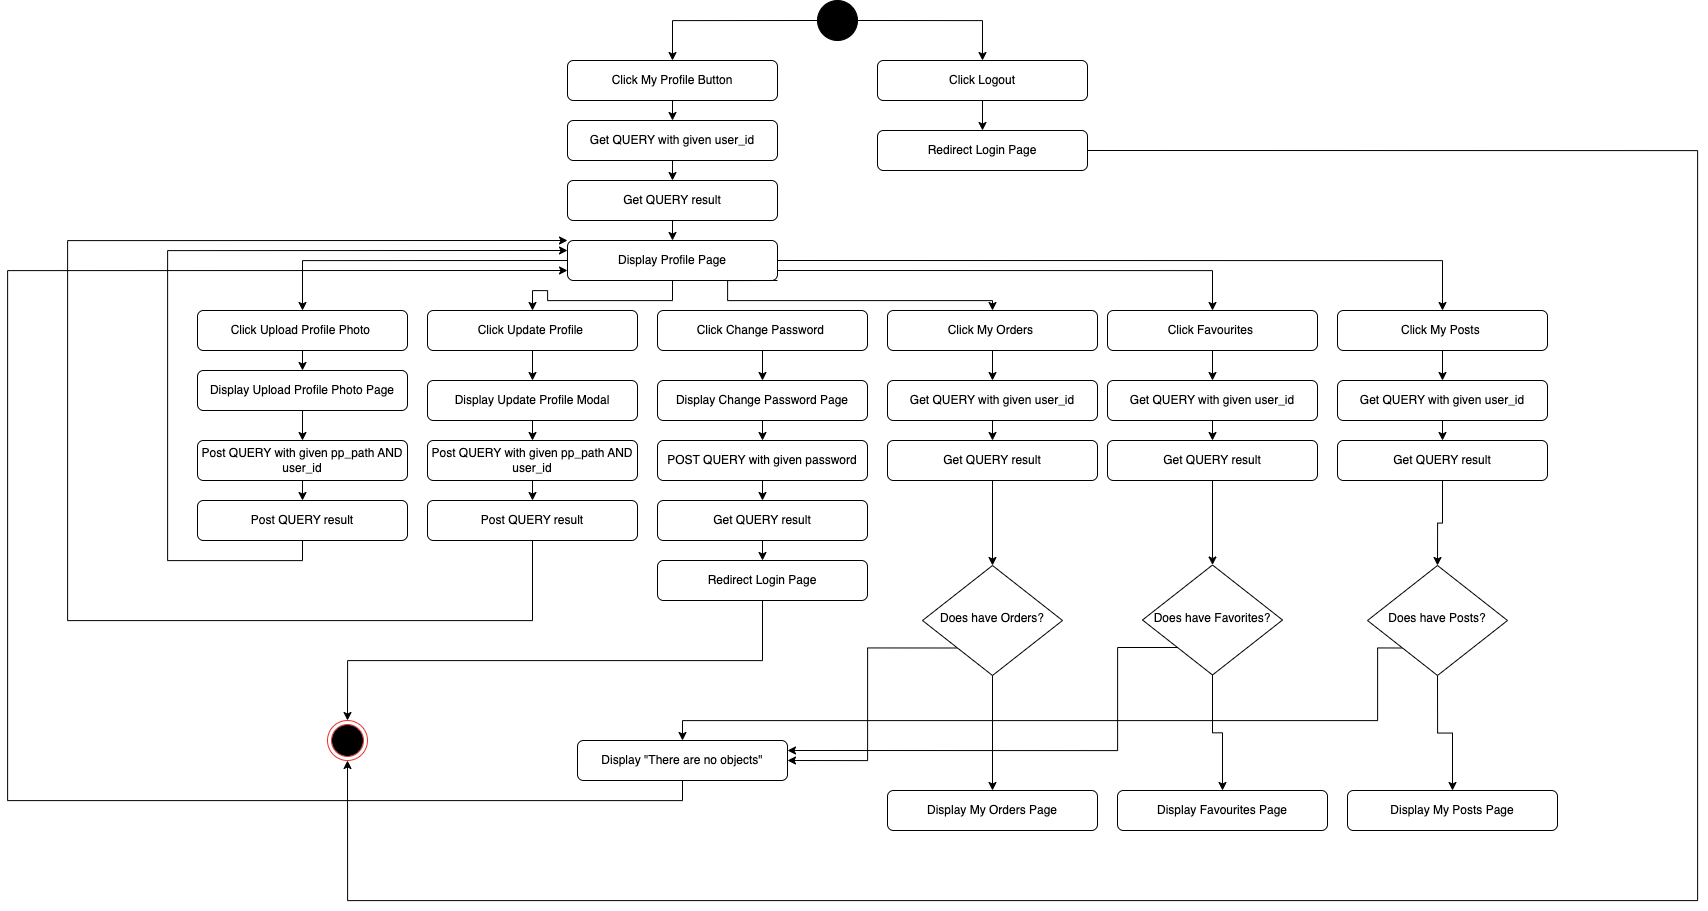 Click My Profile Button
Click Logout
Get QUERY with given user_id
Redirect Login Page
Get QUERY result
Display Profile Page
Click Upload Profile Photo
Click Update Profile
Click Change Password
Click My Orders
Click Favourites
Click My Posts
Display Upload Profile Photo Page
Display Update Profile Modal
Display Change Password Page
Get QUERY with given user_id
Get QUERY with given user_id
Get QUERY with given user_id
Post QUERY with given pp_path AND
user_id
Post QUERY with given pp_path AND
user_id
POST QUERY with given password
Get QUERY result
Get QUERY result
Get QUERY result
Post QUERY result
Post QUERY result
Get QUERY result
Redirect Login Page
Does have Orders?
Does have Favorites?
Does have Posts?
Display "There are no objects"
Display My Orders Page
Display Favourites Page
Display My Posts Page